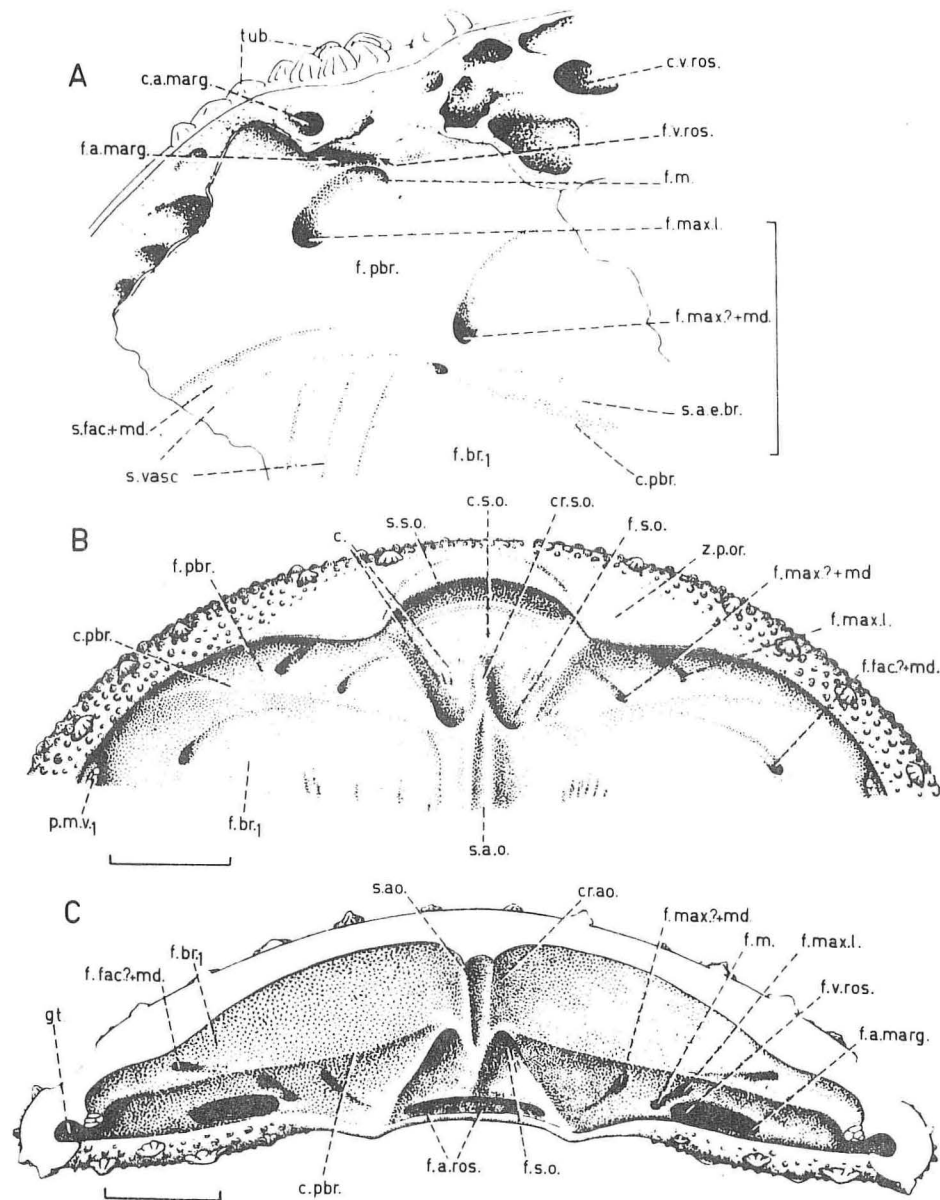 A
tub.
c.a.marg.
c.v.ros.
f.a.marg.
f.v.ros.
f.m.
f.max.l.
f.pbr.
f.max.?+md.
s.fac.+md.
s.a.e.br.
s.vasc
f.br.1
c.pbr.
B
c.s.o.
cr.s.o.
s.s.o.
f.s.o.
c.
z.p.or.
f.pbr.
f.max.?+md
c.pbr.
f.max.l.
f.fac?+md.
p.m.v.1
f.br.1
s.a.o.
C
s.ao.
cr.ao.
f.max.?+md.
f.m.
f.br.1
f.max.l.
f.fac?+md.
f.v.ros.
gt
f.a.marg.
f.a.ros.
f.s.o.
c.pbr.